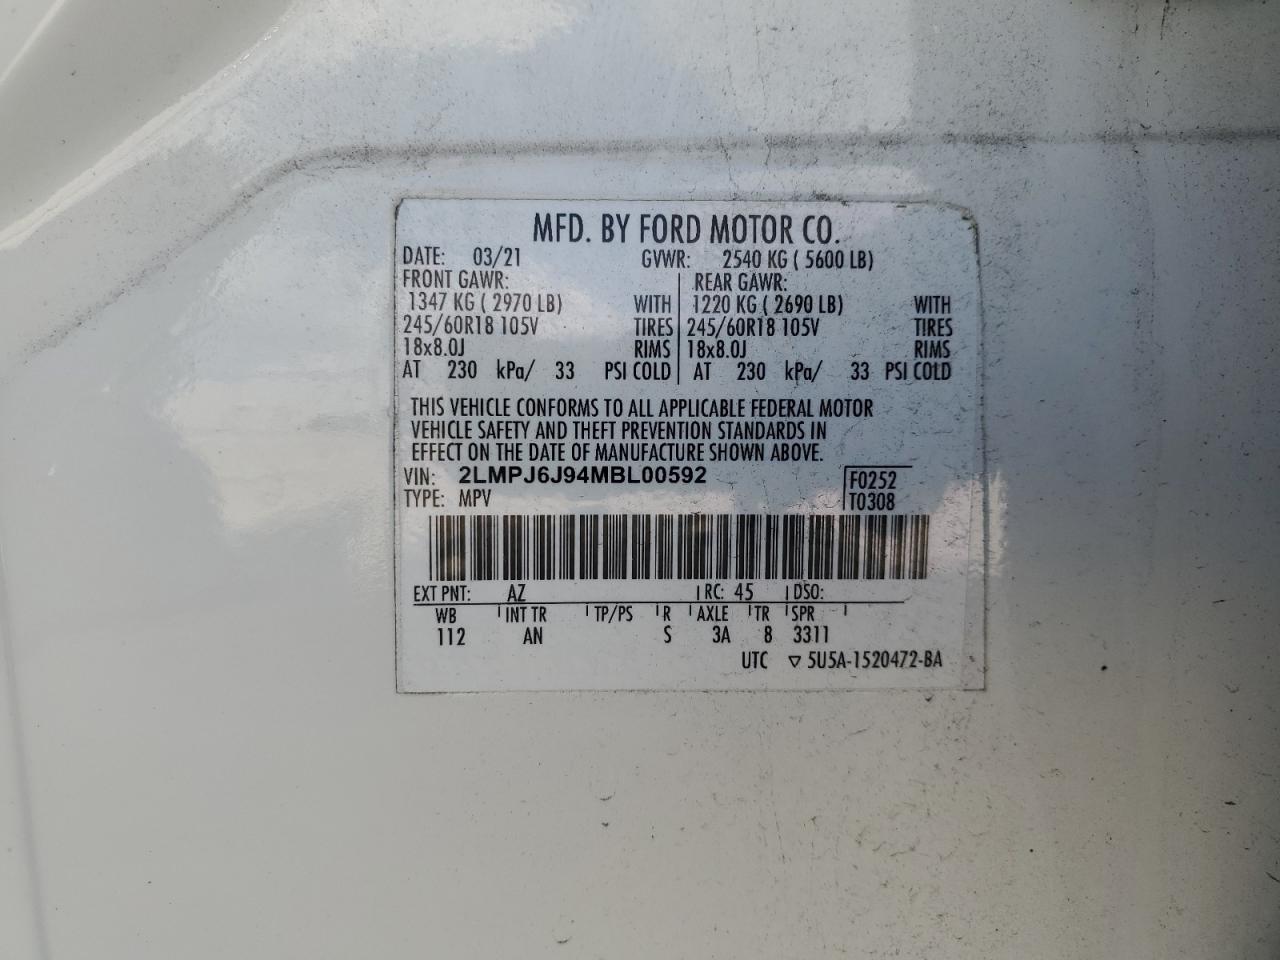 MFD. BY FORD MOTOR CO.
DATE: 03/21 GVWR: 2540 KG ( 5600 LB)
FRONT GAWR: REAR GAWR:
1347 KG ( 2970 LB) WITH 1220 KG ( 2690 LB) WITH
245/60R18 105V TIRES 245/60R18 105V TIRES
18x8.0J RIMS 18x8.0J RIMS
AT 230 kPa/ 33 PSI COLD AT 230 kPa/ 33 PSI COLD
THIS VEHICLE CONFORMS TO ALL APPLICABLE FEDERAL MOTOR
VEHICLE SAFETY AND THEFT PREVENTION STANDARDS IN
EFFECT ON THE DATE OF MANUFACTURE SHOWN ABOVE.
VIN: 2LMPJ6J94MBL00592 F0252
TYPE: MPV T0308
EXT PNT: AZ RC: 45 DSO:
WB INT TR TP/PS R AXLE TR SPR
112 AN S 3A 8 3311
UTC ▽ 5U5A-1520472-BA